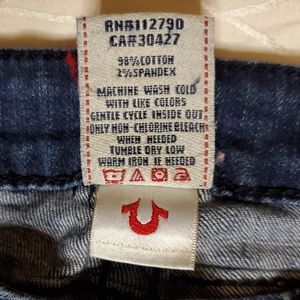 RN#112790
CA#30427
98%COTTON
2%SPANDEX
MACHINE WASH COLD
WITH LIKE COLORS
GENTLE CYCLE INSIDE OUT
ONLY NON-CHLORINE BLEACH
WHEN NEEDED
TUMBLE DRY LOW
WARM IRON IF NEEDED